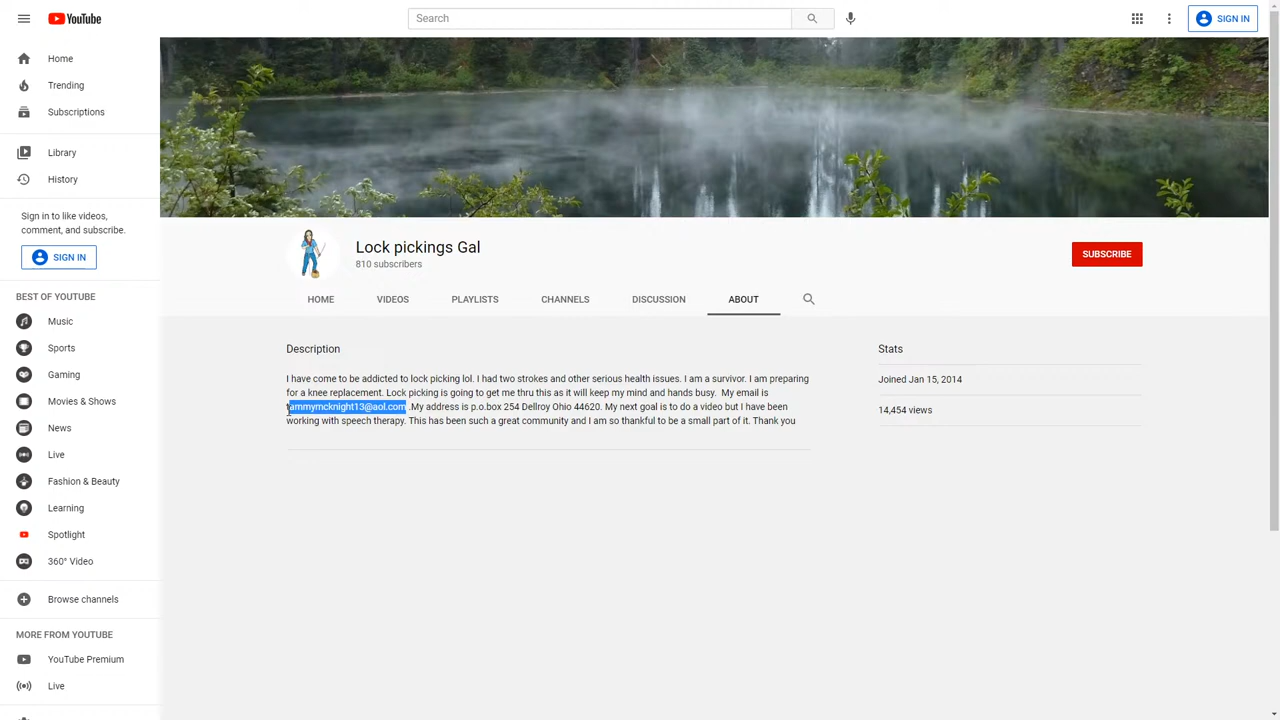 YouTube
Search
SIGN IN
Home
Trending
Subscriptions
Library
History
Sign in to like videos,
comment, and subscribe.
SIGN IN
BEST OF YOUTUBE
Music
Sports
Gaming
Movies & Shows
News
Live
Fashion & Beauty
Learning
Spotlight
360° Video
Browse channels
MORE FROM YOUTUBE
YouTube Premium
Live
Lock pickings Gal
810 subscribers
SUBSCRIBE
HOME
VIDEOS
PLAYLISTS
CHANNELS
DISCUSSION
ABOUT
Description
I have come to be addicted to lock picking lol. I had two strokes and other serious health issues. I am a survivor. I am preparing
for a knee replacement. Lock picking is going to get me thru this as it will keep my mind and hands busy. My email is
tammymcknight13@aol.com .My address is p.o.box 254 Dellroy Ohio 44620. My next goal is to do a video but I have been
working with speech therapy. This has been such a great community and I am so thankful to be a small part of it. Thank you
Stats
Joined Jan 15, 2014
14,454 views